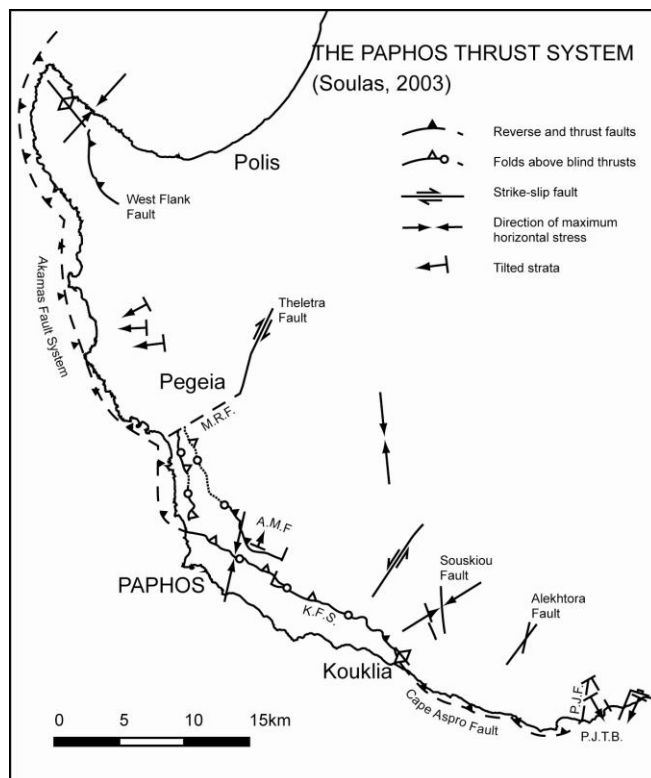 THE PAPHOS THRUST SYSTEM
(Soulas, 2003)
Reverse and thrust faults
Folds above blind thrusts
Strike-slip fault
Direction of maximum
horizontal stress
Tilted strata
Polis
West Flank
Fault
Akamas Fault System
Theletra
Fault
Pegeia
M.R.F.
A.M.F
PAPHOS
K.F.S.
Souskiou
Fault
Alekhtora
Fault
Kouklia
Cape Aspro Fault
P.J.F.
P.J.T.B.
0 5 10 15km